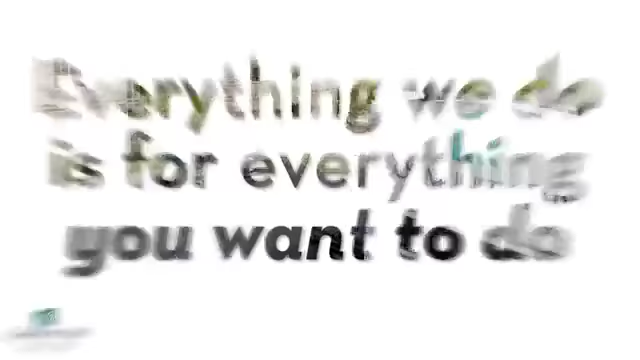 Everything we do
is for everything
you want to do